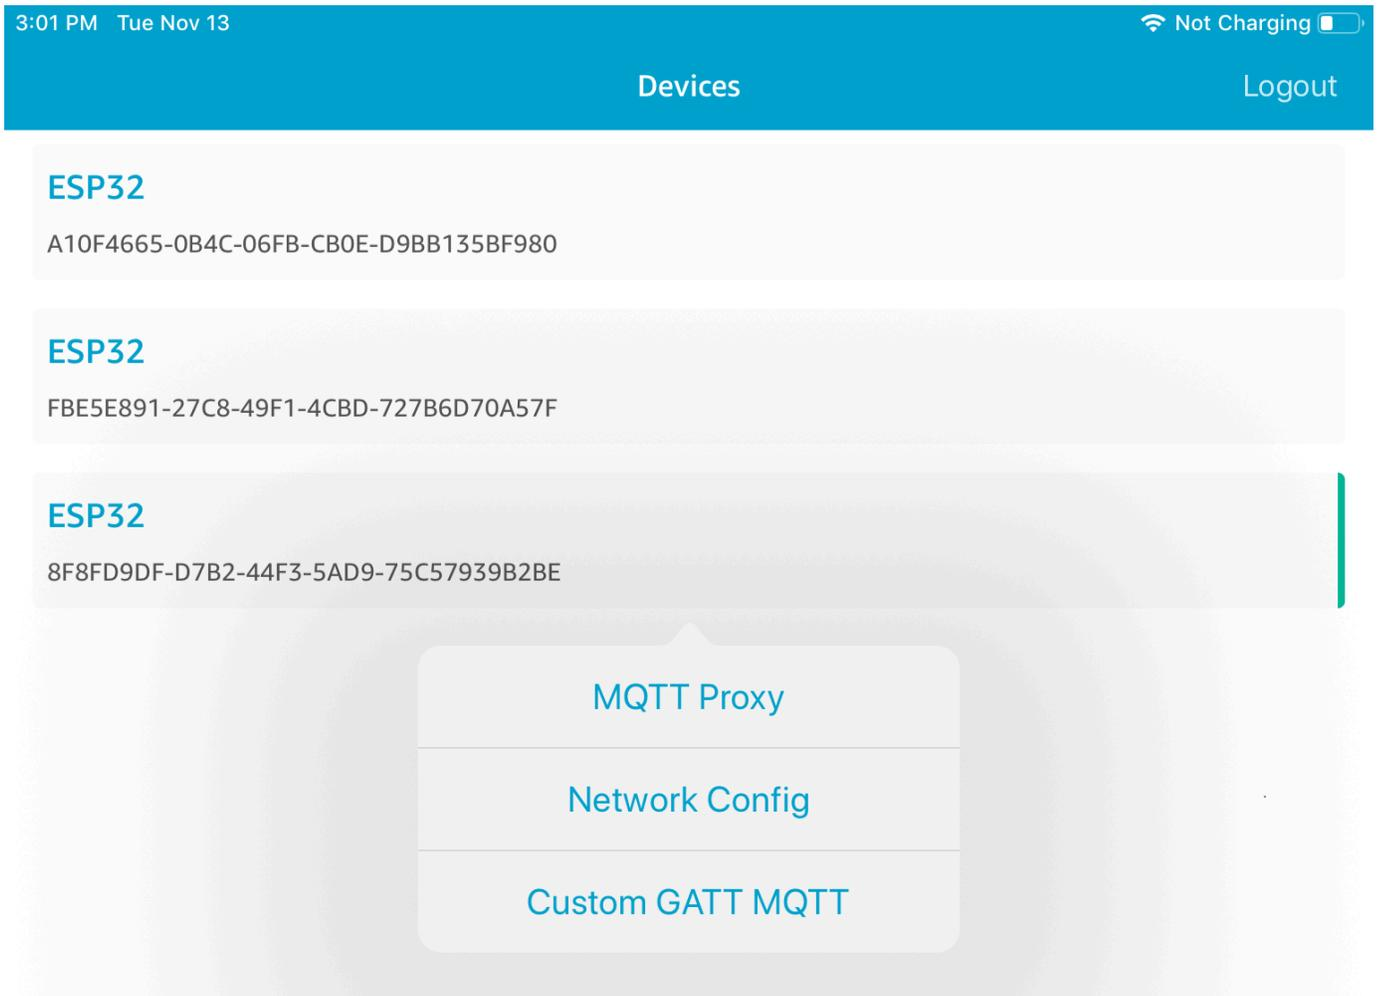 3:01 PM Tue Nov 13
Not Charging
Devices
Logout
ESP32
A10F4665-0B4C-06FB-CB0E-D9BB135BF980
ESP32
FBE5E891-27C8-49F1-4CBD-727B6D70A57F
ESP32
8F8FD9DF-D7B2-44F3-5AD9-75C57939B2BE
MQTT Proxy
Network Config
Custom GATT MQTT